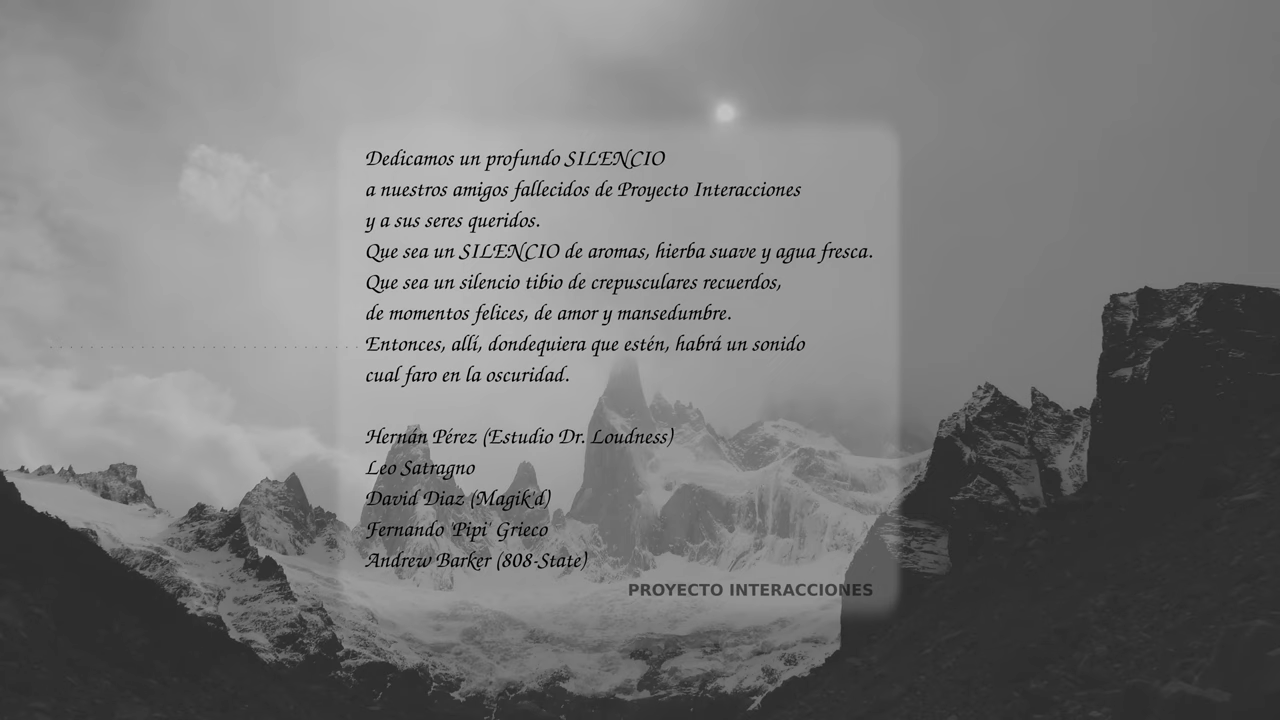 Dedicamos un profundo SILENCIO
a nuestros amigos fallecidos de Proyecto Interacciones
y a sus seres queridos.
Que sea un SILENCIO de aromas, hierba suave y agua fresca.
Que sea un silencio tibio de crepusculares recuerdos,
de momentos felices, de amor y mansedumbre.
Entonces, allí, dondequiera que estén, habrá un sonido
cual faro en la oscuridad.
Hernán Pérez (Estudio Dr. Loudness)
Leo Satragno
David Diaz (Magik'd)
Fernando 'Pipi' Grieco
Andrew Barker (808-State)
PROYECTO INTERACCIONES